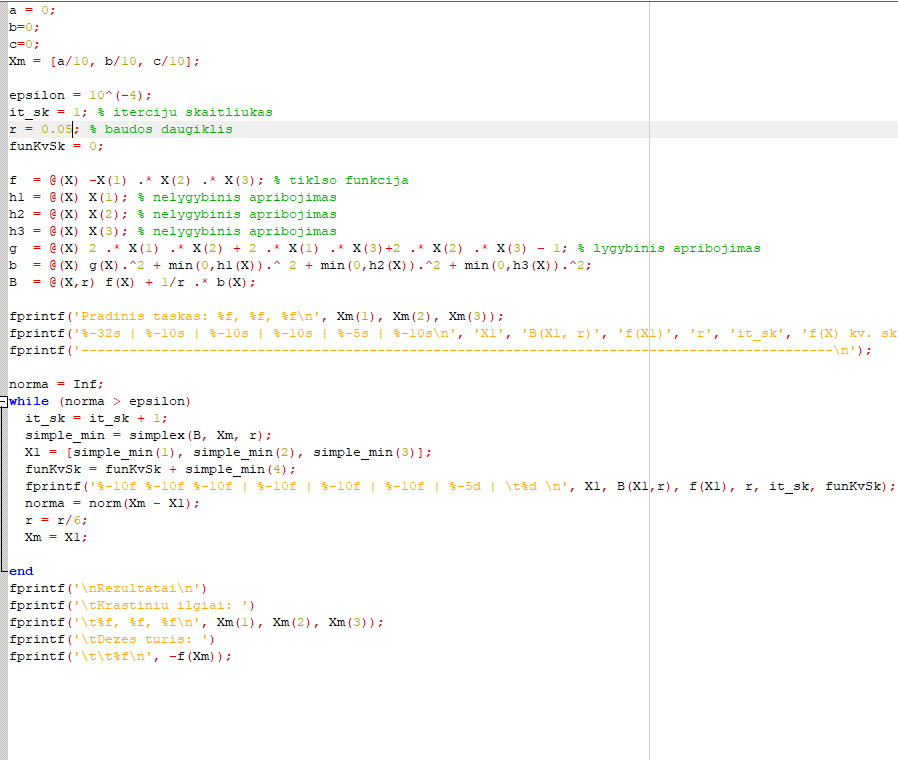 a = 0;
b=0;
c=0;
Xm = [a/10, b/10, c/10];
epsilon = 10^(-4);
it_sk = 1; % iterciju skaitliukas
r = 0.05; % baudos daugiklis
funKvSk = 0;
f  = @(X) -X(1) .* X(2) .* X(3); % tiklso funkcija
h1 = @(X) X(1); % nelygybinis apribojimas
h2 = @(X) X(2); % nelygybinis apribojimas
h3 = @(X) X(3); % nelygybinis apribojimas
g  = @(X) 2 .* X(1) .* X(2) + 2 .* X(1) .* X(3)+2 .* X(2) .* X(3) - 1; % lygybinis apribojimas
b  = @(X) g(X).^2 + min(0,h1(X)).^ 2 + min(0,h2(X)).^2 + min(0,h3(X)).^2;
B  = @(X,r) f(X) + 1/r .* b(X);
fprintf('Pradinis taskas: %f, %f, %f\n', Xm(1), Xm(2), Xm(3));
fprintf('%-32s | %-10s | %-10s | %-10s | %-5s | %-10s\n', 'X1', 'B(X1, r)', 'f(X1)', 'r', 'it_sk', 'f(X) kv. sk
fprintf('----------------------------------------------------------------------------------------------\n');
norma = Inf;
while (norma > epsilon)
  it_sk = it_sk + 1;
  simple_min = simplex(B, Xm, r);
  X1 = [simple_min(1), simple_min(2), simple_min(3)];
  funKvSk = funKvSk + simple_min(4);
  fprintf('%-10f %-10f %-10f | %-10f | %-10f | %-10f | %-5d | \t%d \n', X1, B(X1,r), f(X1), r, it_sk, funKvSk);
  norma = norm(Xm - X1);
  r = r/6;
  Xm = X1;
end
fprintf('\nRezultatai\n')
fprintf('\tKrastiniu ilgiai: ')
fprintf('\t%f, %f, %f\n', Xm(1), Xm(2), Xm(3));
fprintf('\tDezes turis: ')
fprintf('\t\t%f\n', -f(Xm));